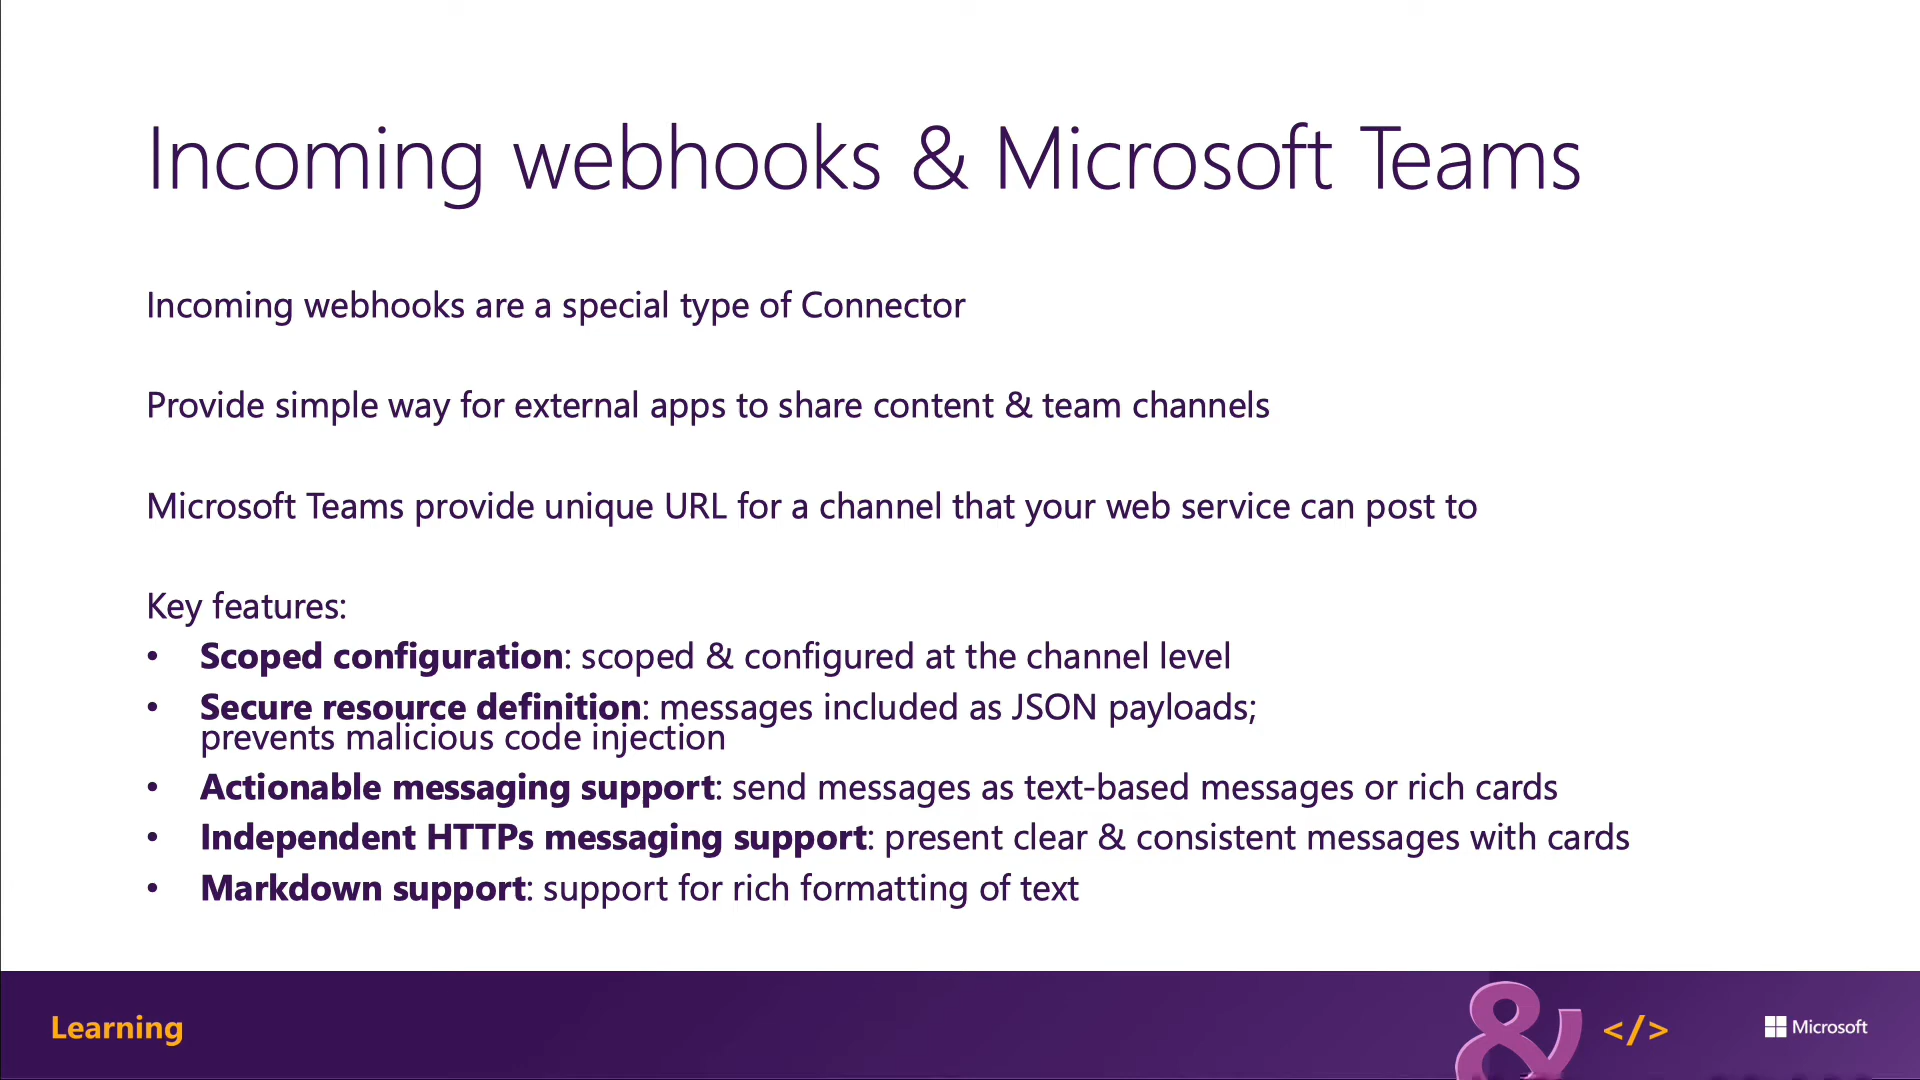 Incoming webhooks & Microsoft Teams
Incoming webhooks are a special type of Connector
Provide simple way for external apps to share content & team channels
Microsoft Teams provide unique URL for a channel that your web service can post to
Key features:
• Scoped configuration: scoped & configured at the channel level
• Secure resource definition: messages included as JSON payloads;
prevents malicious code injection
• Actionable messaging support: send messages as text-based messages or rich cards
• Independent HTTPs messaging support: present clear & consistent messages with cards
• Markdown support: support for rich formatting of text
Learning
& </>
Microsoft